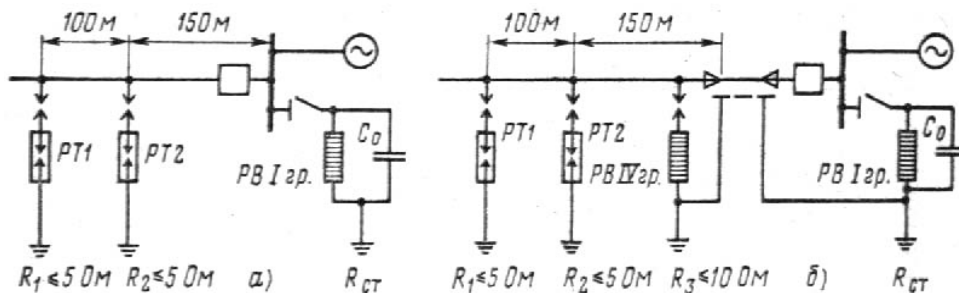 100м 150м
100м 150м
РТ1 РТ2 РВ I гр. C₀
РТ1 РТ2 РВ IV гр. РВ I гр. C₀
R₁≤5 Ом R₂≤5 Ом а) Rст
R₁≤5 Ом R₂≤5 Ом R₃≤10 Ом б) Rст